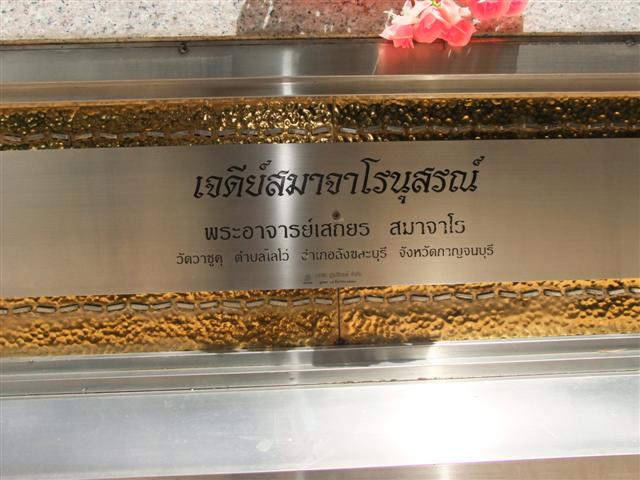 เจดีย์สมาจาโรนุสรณ์
พระอาจารย์เสถียร สมาจาโร
วัดวาชูดุ ตำบลไล่โว่ อำเภอสังขละบุรี จังหวัดกาญจนบุรี